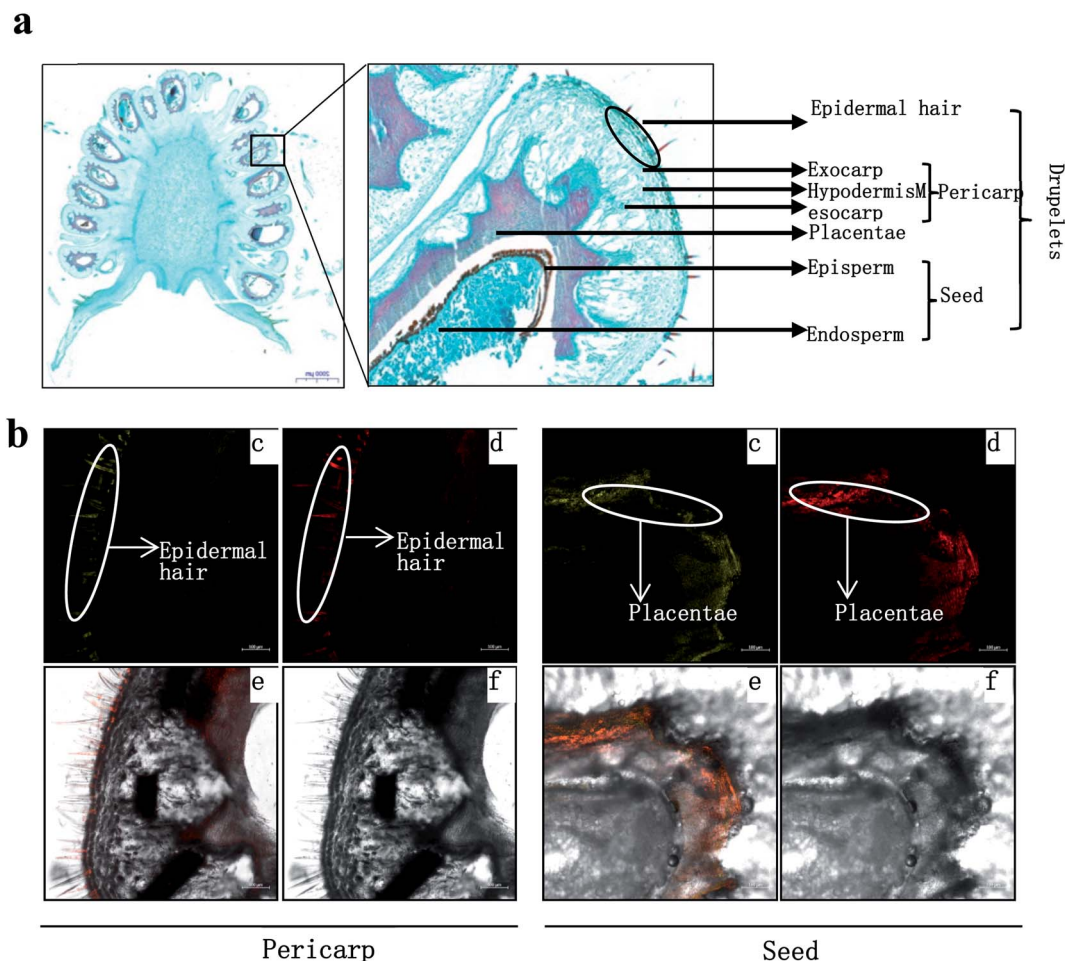 a
Epidermal hair
Exocarp
HypodermisM
esocarp
Pericarp
Placentae
Episperm
Seed
Endosperm
Drupelets
b
c
Epidermal
hair
d
Epidermal
hair
c
Placentae
d
Placentae
e
f
e
f
Pericarp
Seed